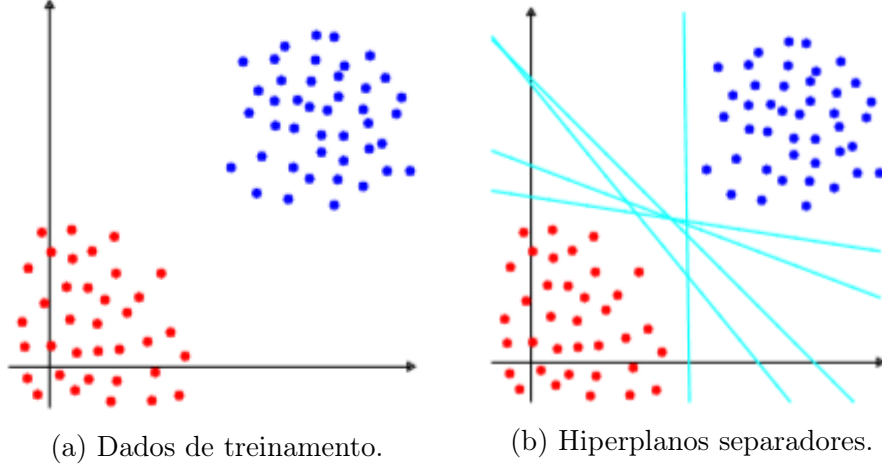 (a) Dados de treinamento.
(b) Hiperplanos separadores.